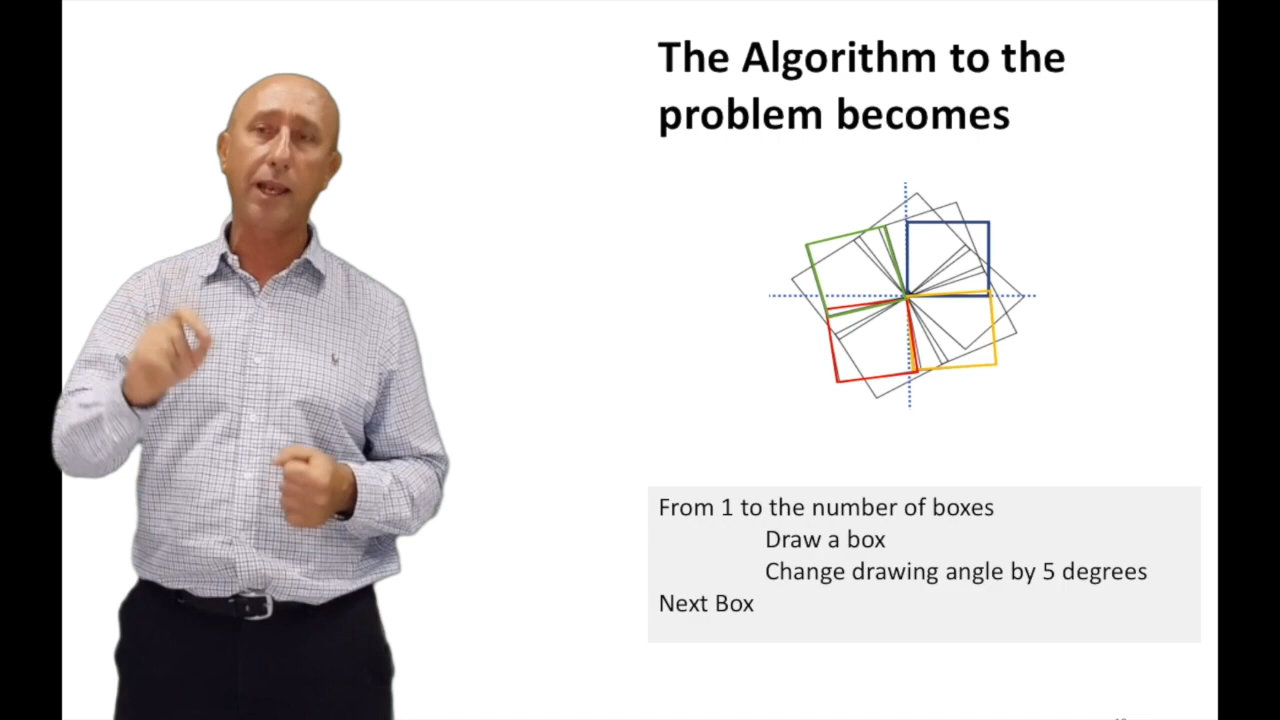 The Algorithm to the
problem becomes
From 1 to the number of boxes
Draw a box
Change drawing angle by 5 degrees
Next Box